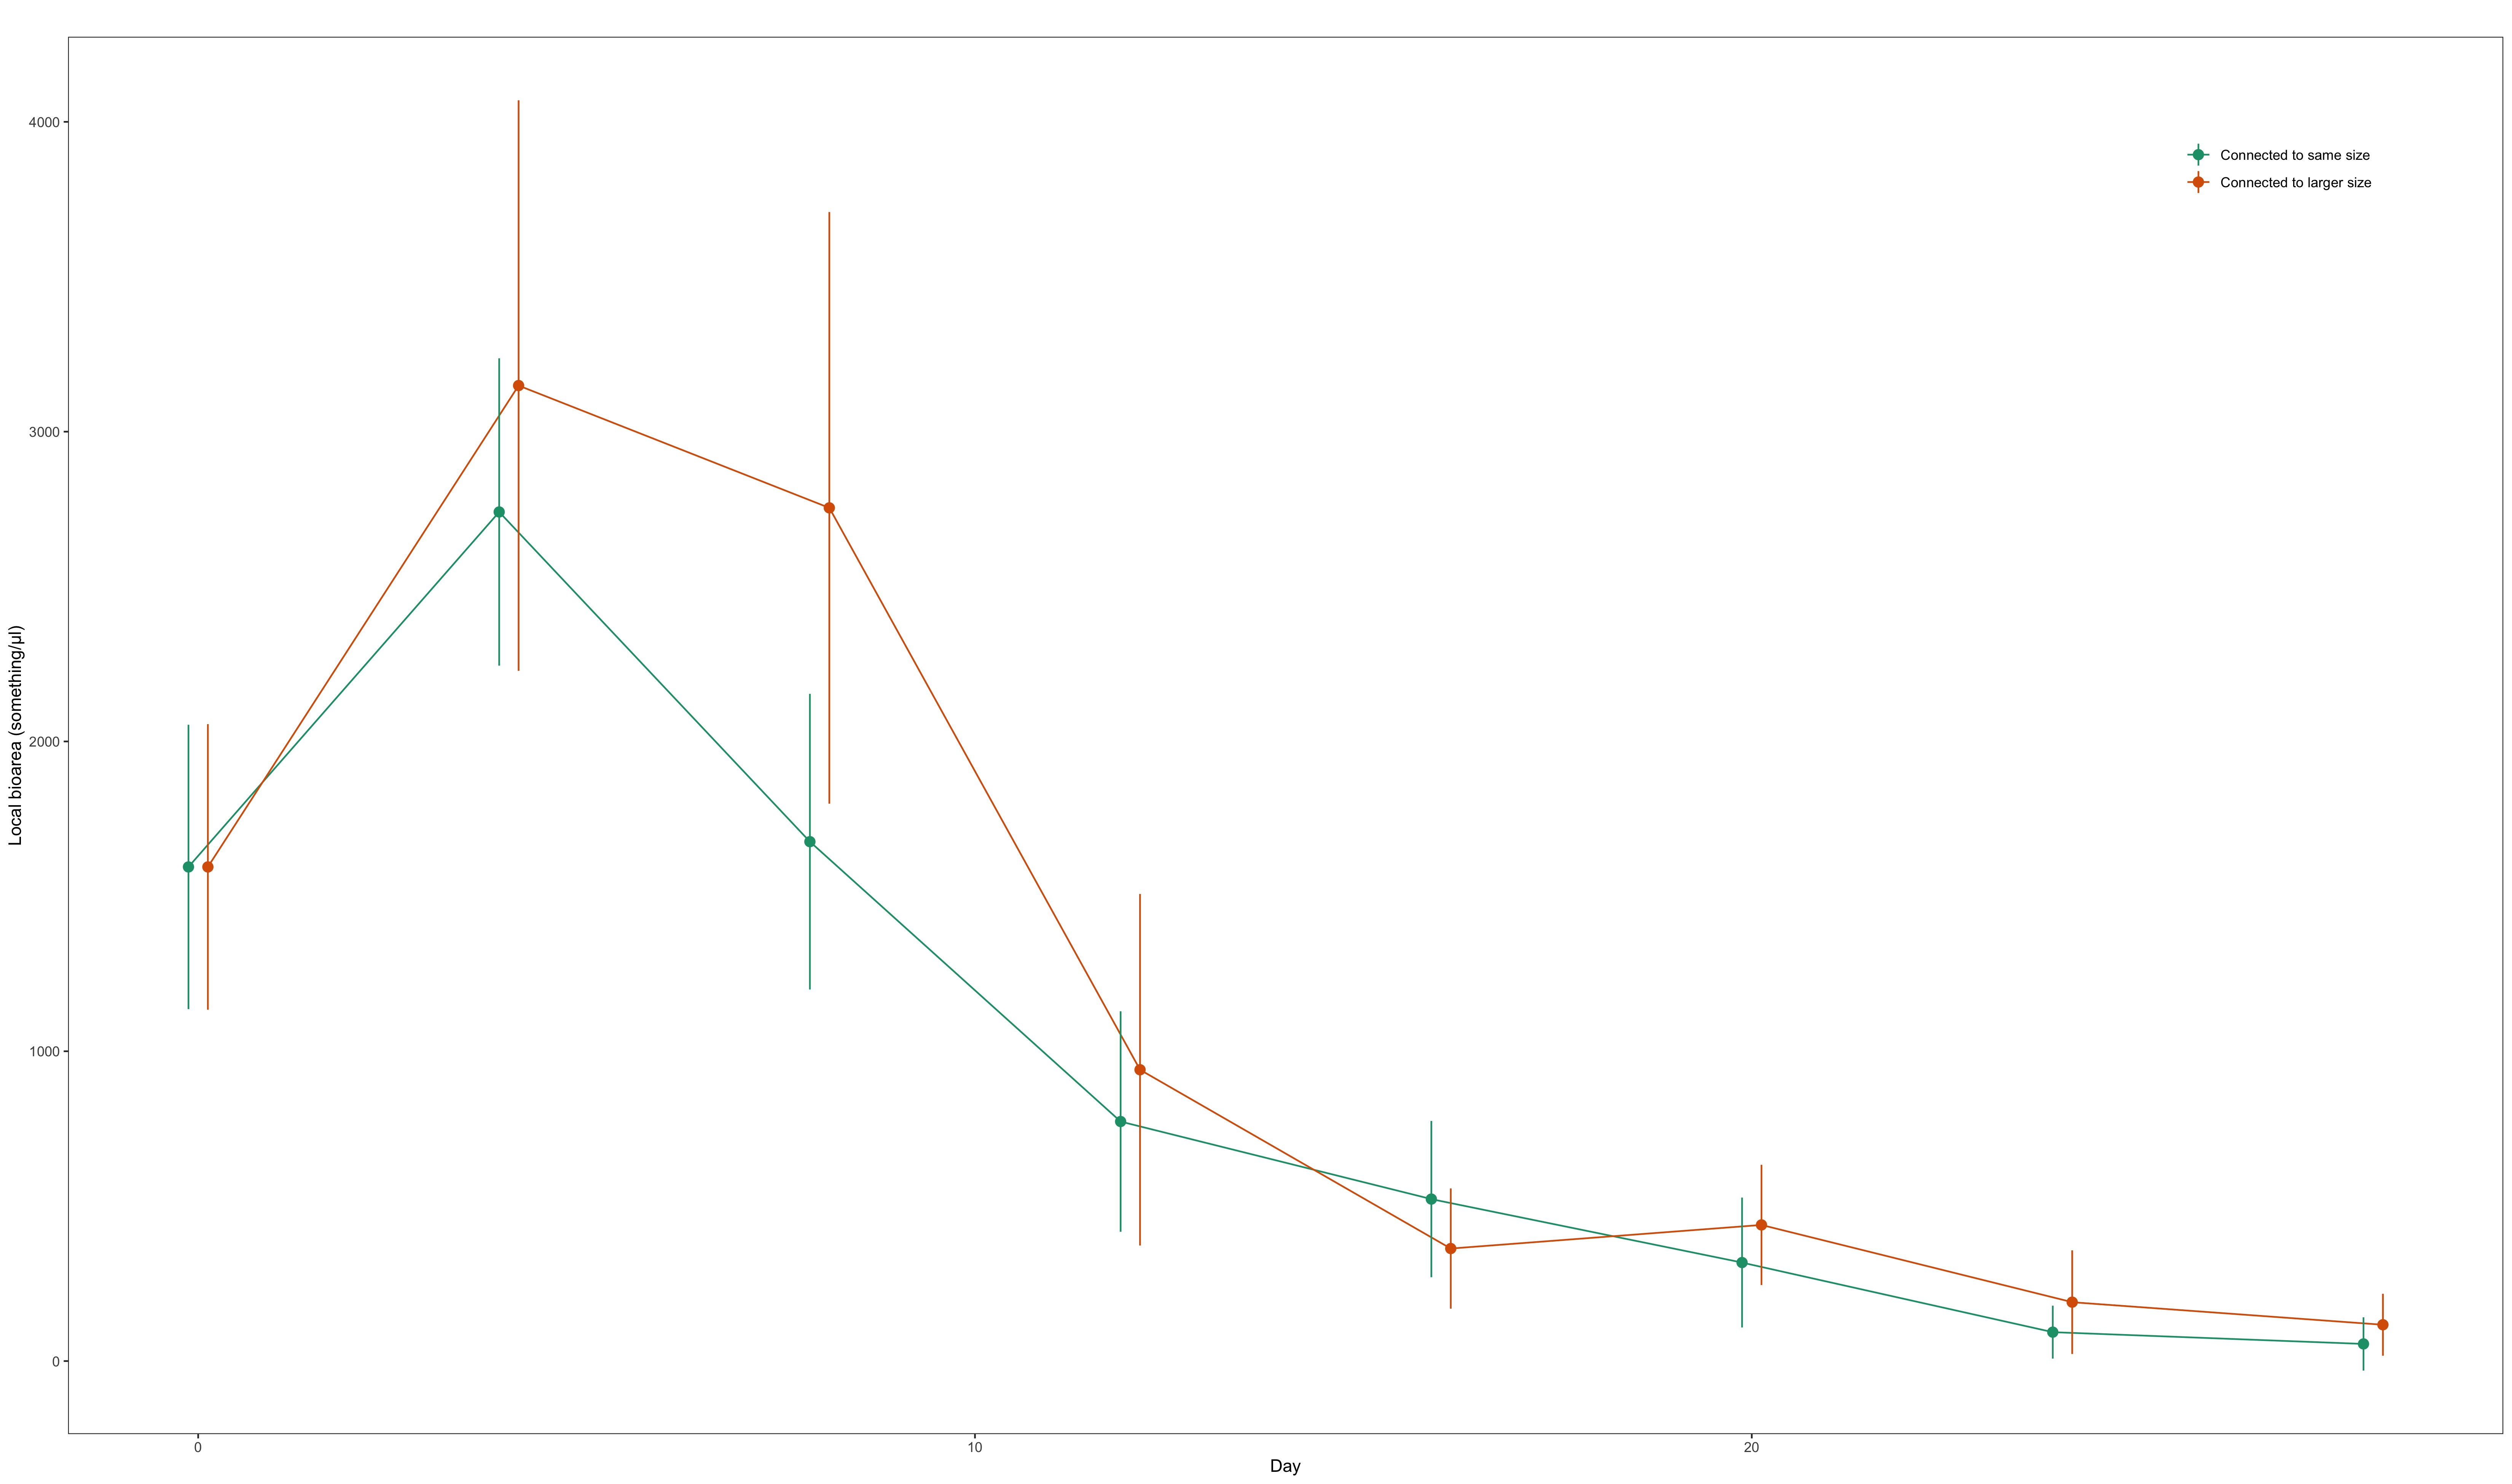 4000
3000
2000
1000
0
Local bioarea (something/µl)
Connected to same size
Connected to larger size
0
10
20
Day